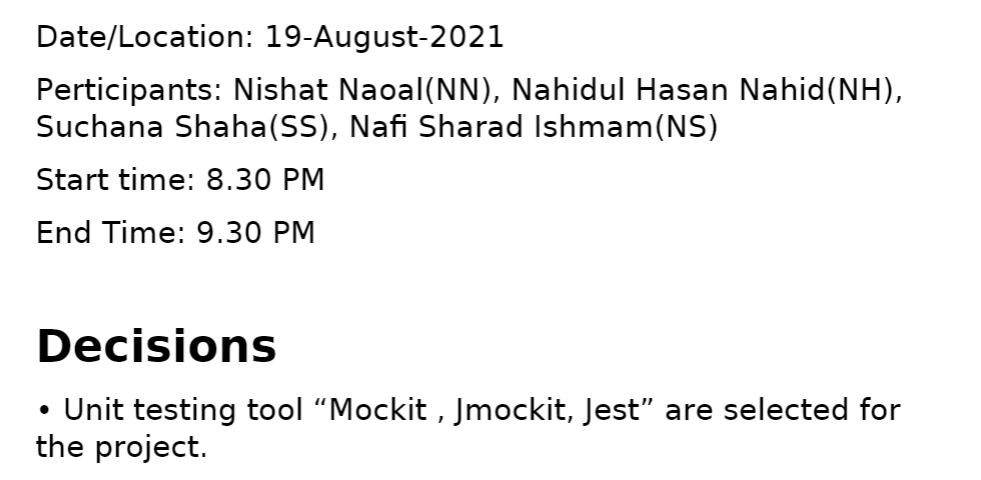 Date/Location: 19-August-2021
Perticipants: Nishat Naoal(NN), Nahidul Hasan Nahid(NH),
Suchana Shaha(SS), Nafi Sharad Ishmam(NS)
Start time: 8.30 PM
End Time: 9.30 PM
Decisions
• Unit testing tool “Mockit , Jmockit, Jest” are selected for
the project.